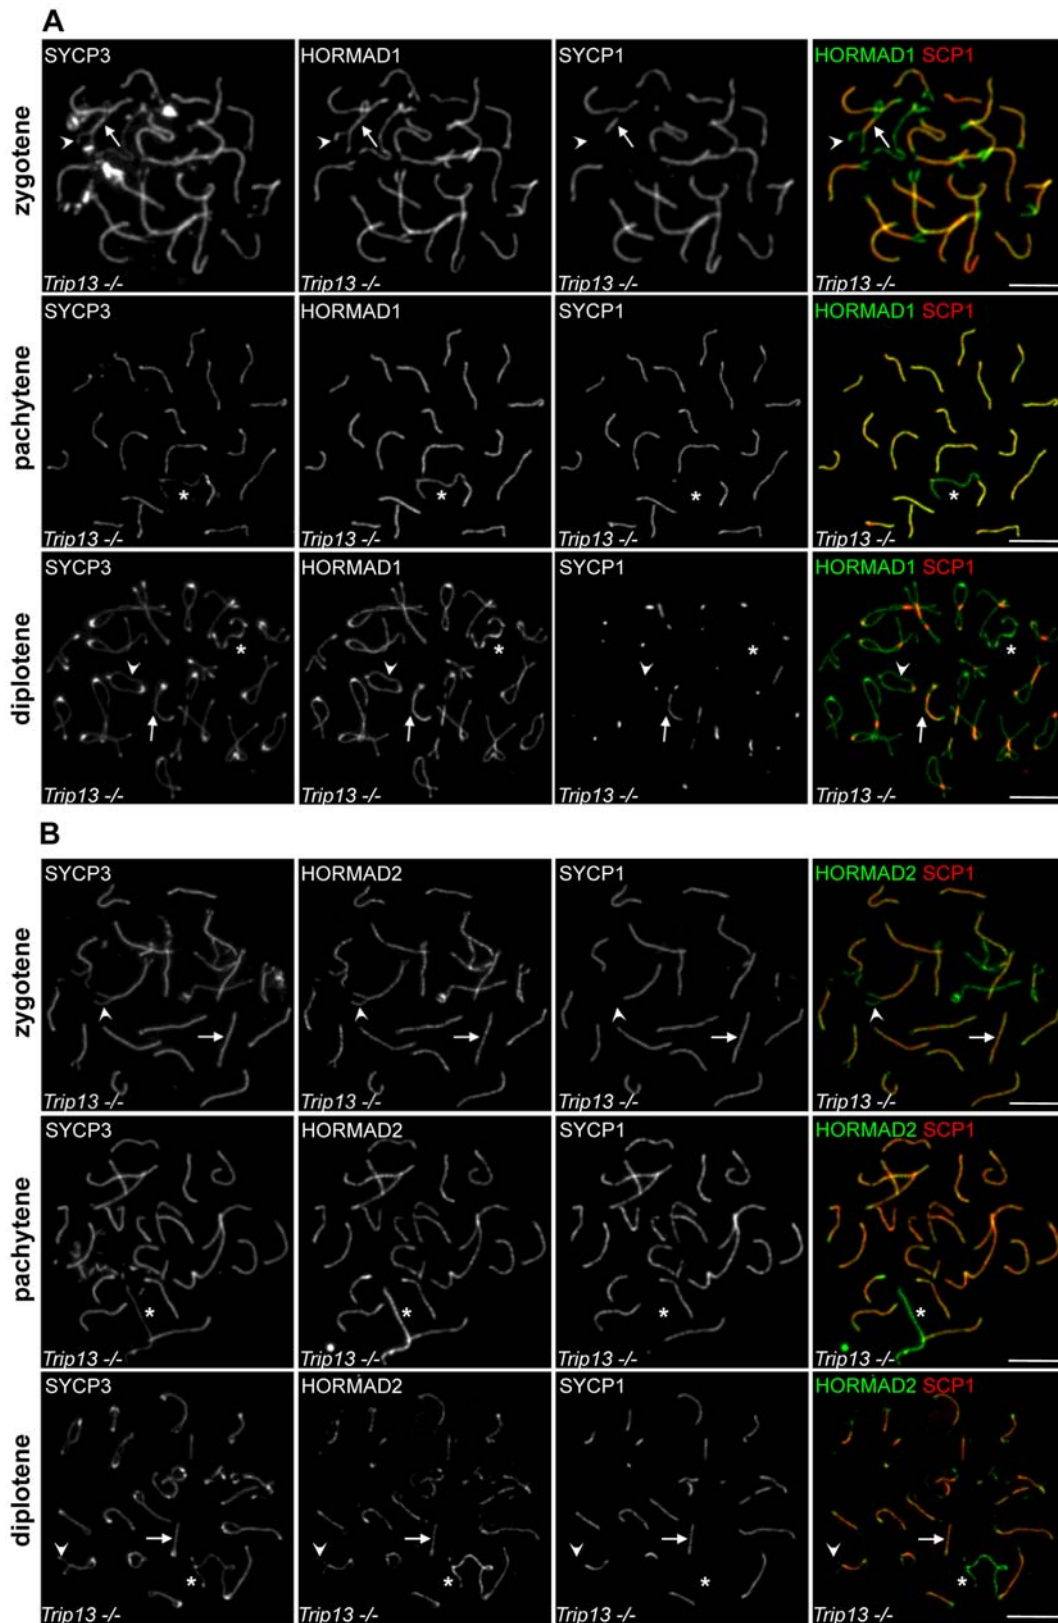 A
zygotene
SYCP3 HORMAD1 SYCP1 HORMAD1 SCP1
Trip13 -/- Trip13 -/- Trip13 -/- Trip13 -/-
pachytene
SYCP3 HORMAD1 SYCP1 HORMAD1 SCP1
* * * *
Trip13 -/- Trip13 -/- Trip13 -/- Trip13 -/-
diplotene
SYCP3 HORMAD1 SYCP1 HORMAD1 SCP1
* * * *
Trip13 -/- Trip13 -/- Trip13 -/- Trip13 -/-
B
zygotene
SYCP3 HORMAD2 SYCP1 HORMAD2 SCP1
Trip13 -/- Trip13 -/- Trip13 -/- Trip13 -/-
pachytene
SYCP3 HORMAD2 SYCP1 HORMAD2 SCP1
* * * *
Trip13 -/- Trip13 -/- Trip13 -/- Trip13 -/-
diplotene
SYCP3 HORMAD2 SYCP1 HORMAD2 SCP1
* * * *
Trip13 -/- Trip13 -/- Trip13 -/- Trip13 -/-